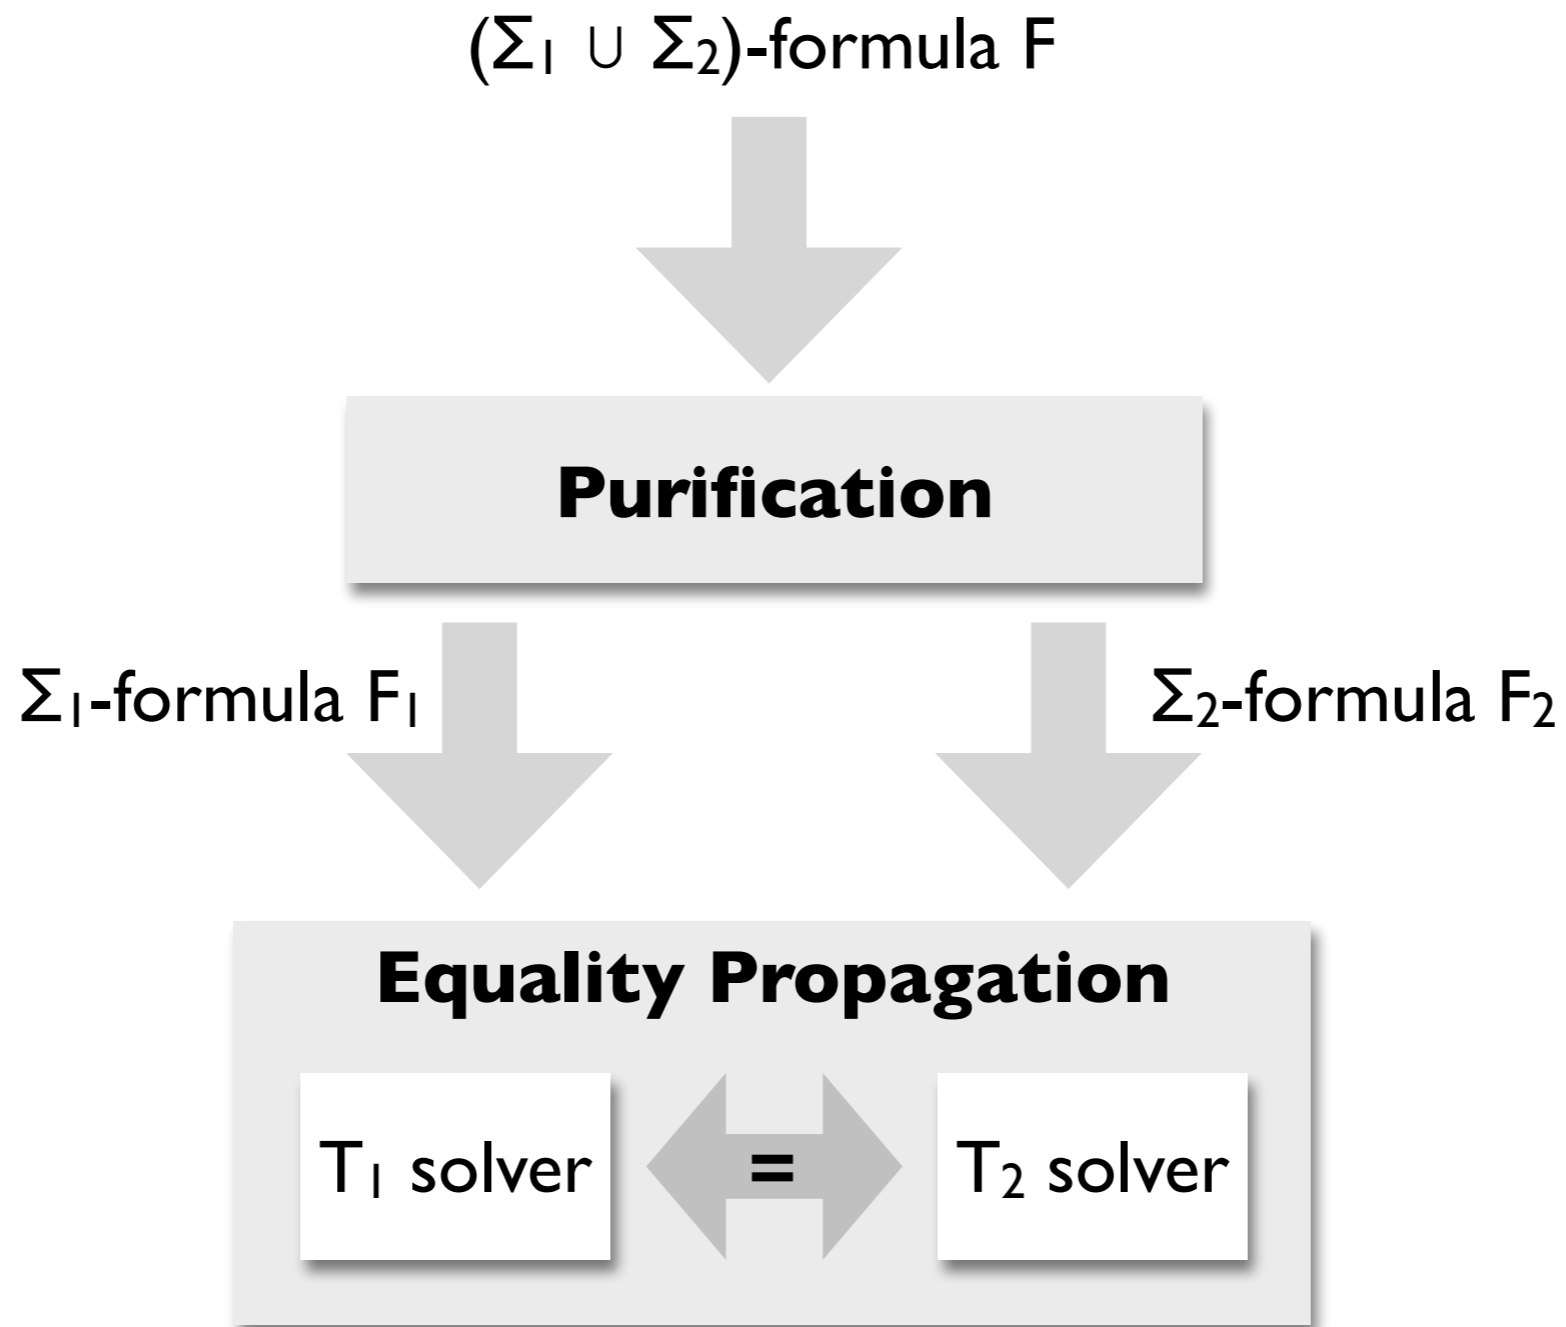 (Σ₁ ∪ Σ₂)-formula F
Purification
Σ₁-formula F₁
Σ₂-formula F₂
Equality Propagation
T₁ solver
=
T₂ solver